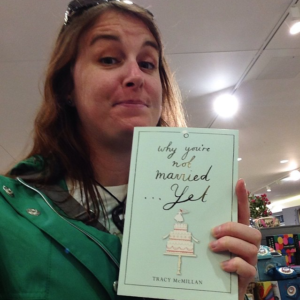 why you're
not
married
... Yet
TRACY McMILLAN